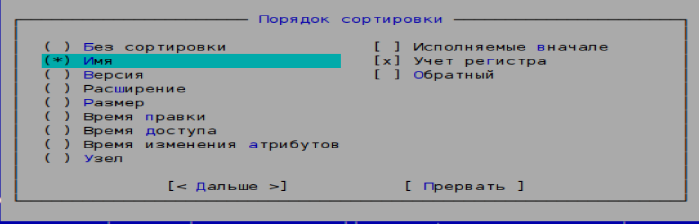 Порядок сортировки
( ) Без сортировки [ ] Исполняемые вначале
(*) Имя [x] Учет регистра
( ) Версия [ ] Обратный
( ) Расширение
( ) Размер
( ) Время правки
( ) Время доступа
( ) Время изменения атрибутов
( ) Узел
[< Дальше >] [ Прервать ]